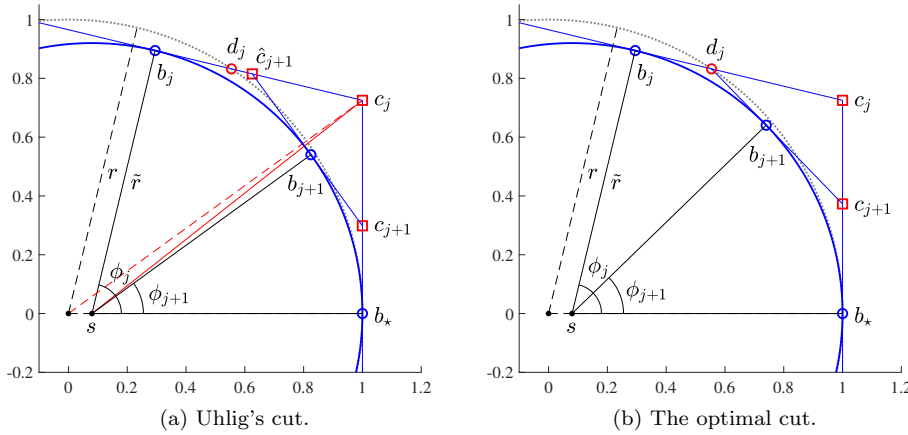 1
0.8
0.6
0.4
0.2
0
-0.2
0 0.2 0.4 0.6 0.8 1 1.2
d_j
ĉ_{j+1}
b_j
c_j
r
r̃
b_{j+1}
c_{j+1}
ϕ_j
ϕ_{j+1}
s
b_⋆
(a) Uhlig's cut.
1
0.8
0.6
0.4
0.2
0
-0.2
0 0.2 0.4 0.6 0.8 1 1.2
d_j
b_j
c_j
r
r̃
b_{j+1}
c_{j+1}
ϕ_j
ϕ_{j+1}
s
b_⋆
(b) The optimal cut.